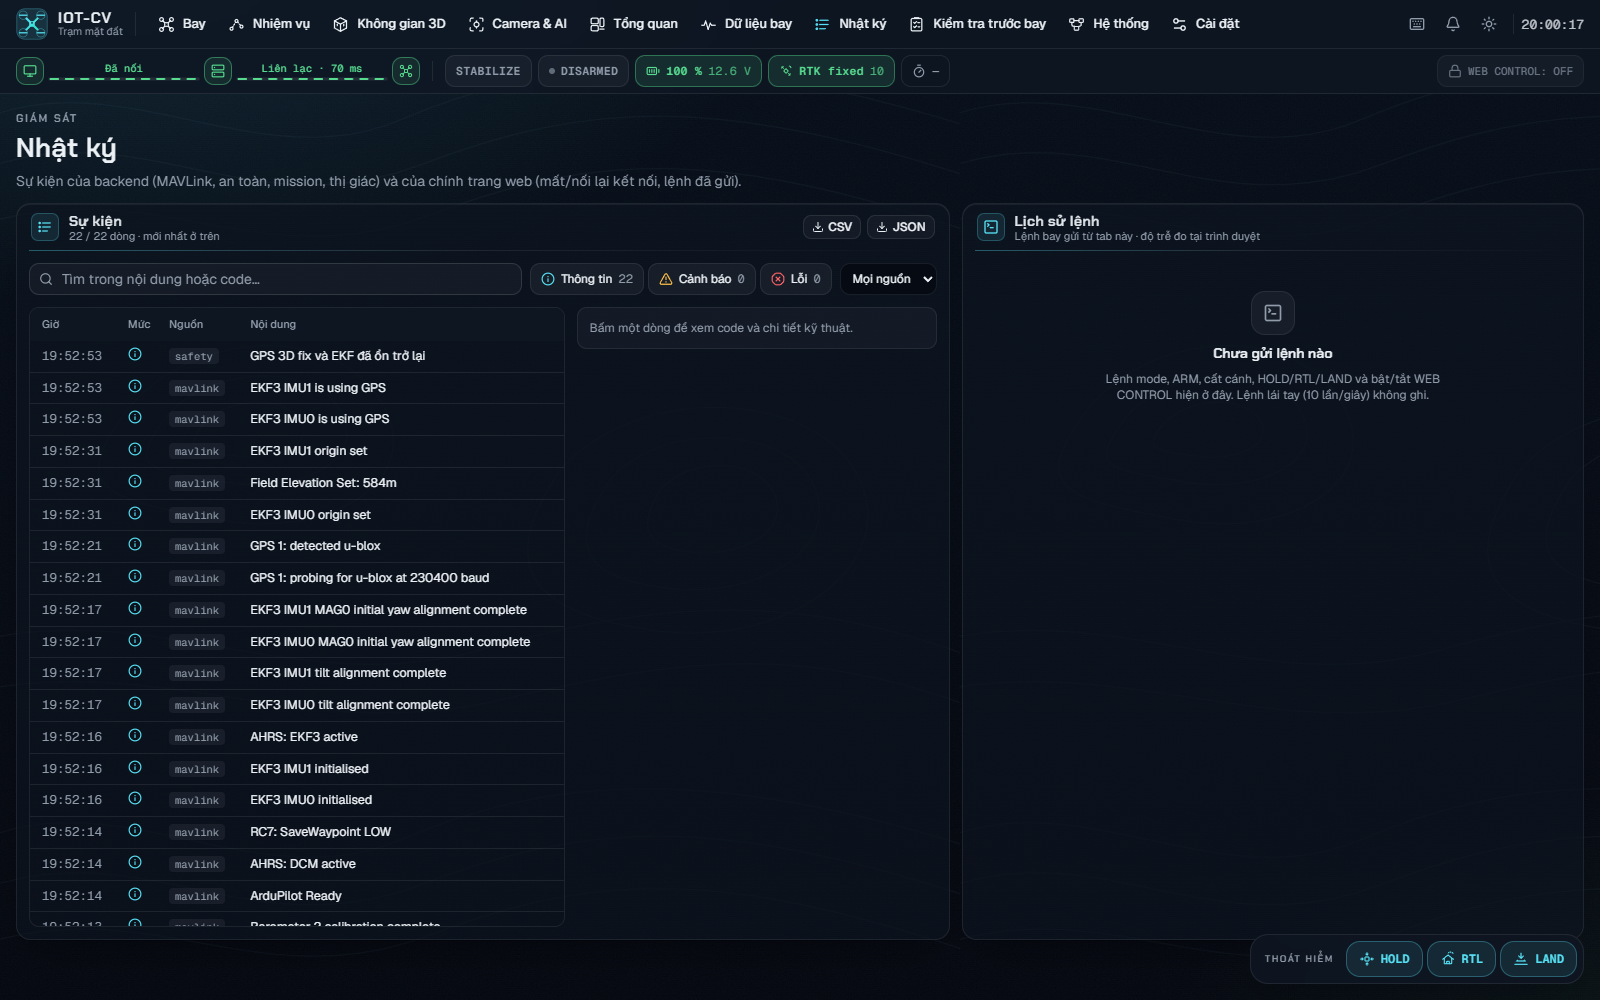 IOT-CV
Trạm mặt đất
Bay
Nhiệm vụ
Không gian 3D
Camera & AI
Tổng quan
Dữ liệu bay
Nhật ký
Kiểm tra trước bay
Hệ thống
Cài đặt
20:00:17
Đã nối
Liên lạc · 70 ms
STABILIZE
DISARMED
100 % 12.6 V
RTK fixed 10
–
WEB CONTROL: OFF
GIÁM SÁT
Nhật ký
Sự kiện của backend (MAVLink, an toàn, mission, thị giác) và của chính trang web (mất/nối lại kết nối, lệnh đã gửi).
Sự kiện
22 / 22 dòng · mới nhất ở trên
CSV
JSON
Tìm trong nội dung hoặc code...
Thông tin 22
Cảnh báo 0
Lỗi 0
Mọi nguồn
Giờ Mức Nguồn Nội dung
19:52:53 safety GPS 3D fix và EKF đã ổn trở lại
19:52:53 mavlink EKF3 IMU1 is using GPS
19:52:53 mavlink EKF3 IMU0 is using GPS
19:52:31 mavlink EKF3 IMU1 origin set
19:52:31 mavlink Field Elevation Set: 584m
19:52:31 mavlink EKF3 IMU0 origin set
19:52:21 mavlink GPS 1: detected u-blox
19:52:21 mavlink GPS 1: probing for u-blox at 230400 baud
19:52:17 mavlink EKF3 IMU1 MAG0 initial yaw alignment complete
19:52:17 mavlink EKF3 IMU0 MAG0 initial yaw alignment complete
19:52:17 mavlink EKF3 IMU1 tilt alignment complete
19:52:17 mavlink EKF3 IMU0 tilt alignment complete
19:52:16 mavlink AHRS: EKF3 active
19:52:16 mavlink EKF3 IMU1 initialised
19:52:16 mavlink EKF3 IMU0 initialised
19:52:14 mavlink RC7: SaveWaypoint LOW
19:52:14 mavlink AHRS: DCM active
19:52:14 mavlink ArduPilot Ready
19:52:13 mavlink Barometer 2 calibration complete
Bấm một dòng để xem code và chi tiết kỹ thuật.
Lịch sử lệnh
Lệnh bay gửi từ tab này · độ trễ đo tại trình duyệt
Chưa gửi lệnh nào
Lệnh mode, ARM, cất cánh, HOLD/RTL/LAND và bật/tắt WEB
CONTROL hiện ở đây. Lệnh lái tay (10 lần/giây) không ghi.
THOÁT HIỂM
HOLD
RTL
LAND